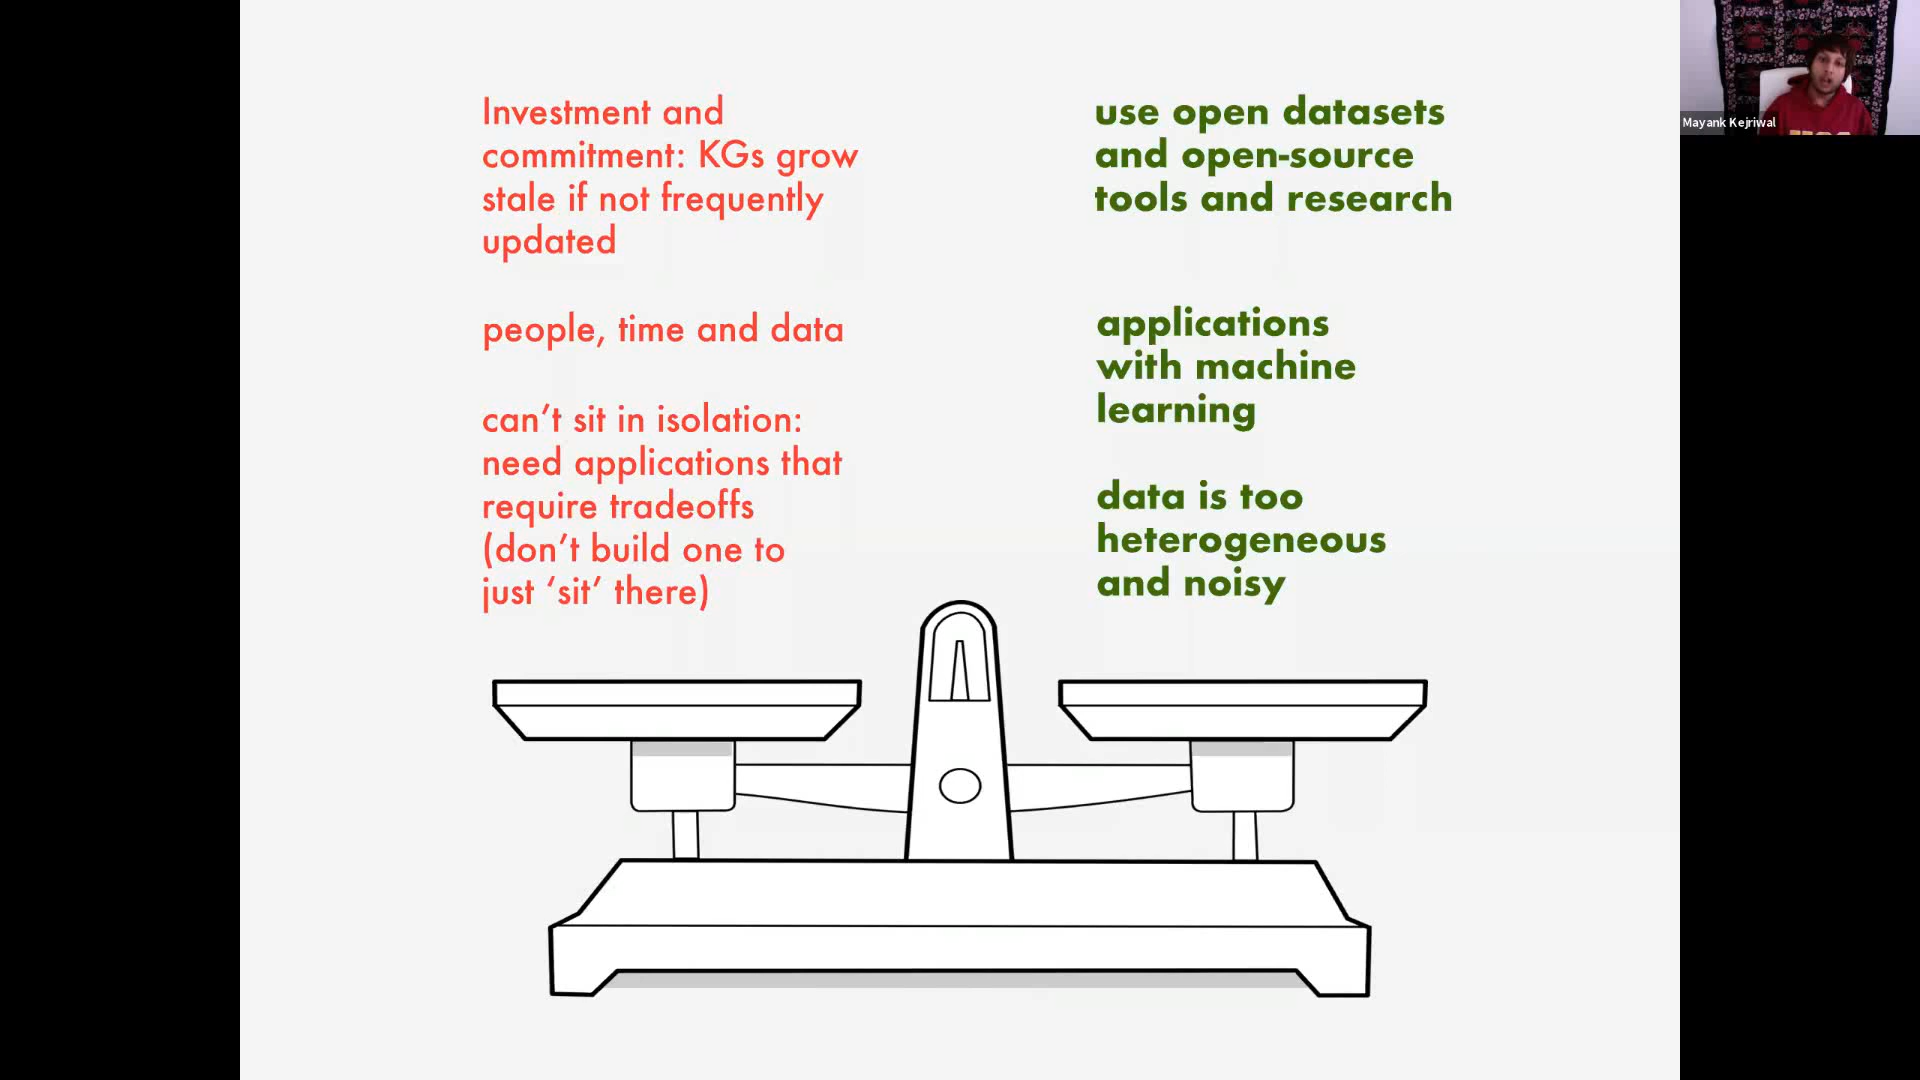 Investment and
commitment: KGs grow
stale if not frequently
updated
people, time and data
can’t sit in isolation:
need applications that
require tradeoffs
(don’t build one to
just ‘sit’ there)
use open datasets
and open-source
tools and research
applications
with machine
learning
data is too
heterogeneous
and noisy
Mayank Kejriwal